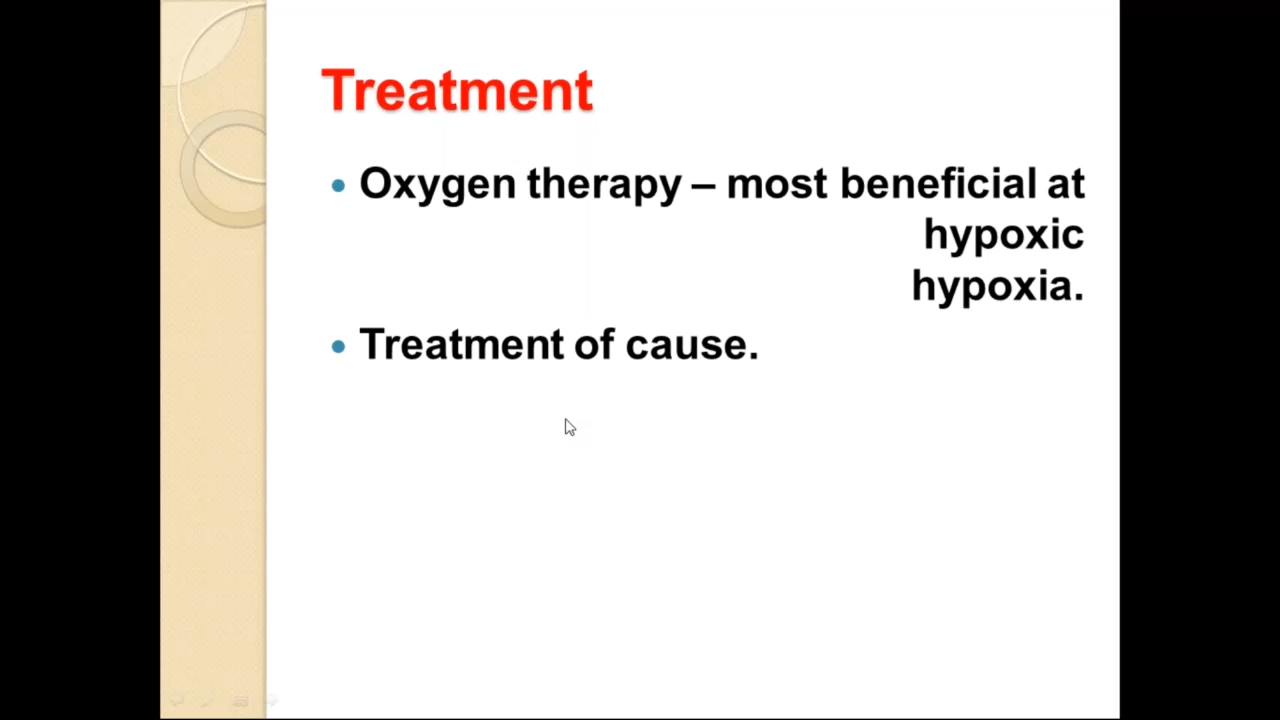 Treatment
• Oxygen therapy – most beneficial at
hypoxic
hypoxia.
• Treatment of cause.